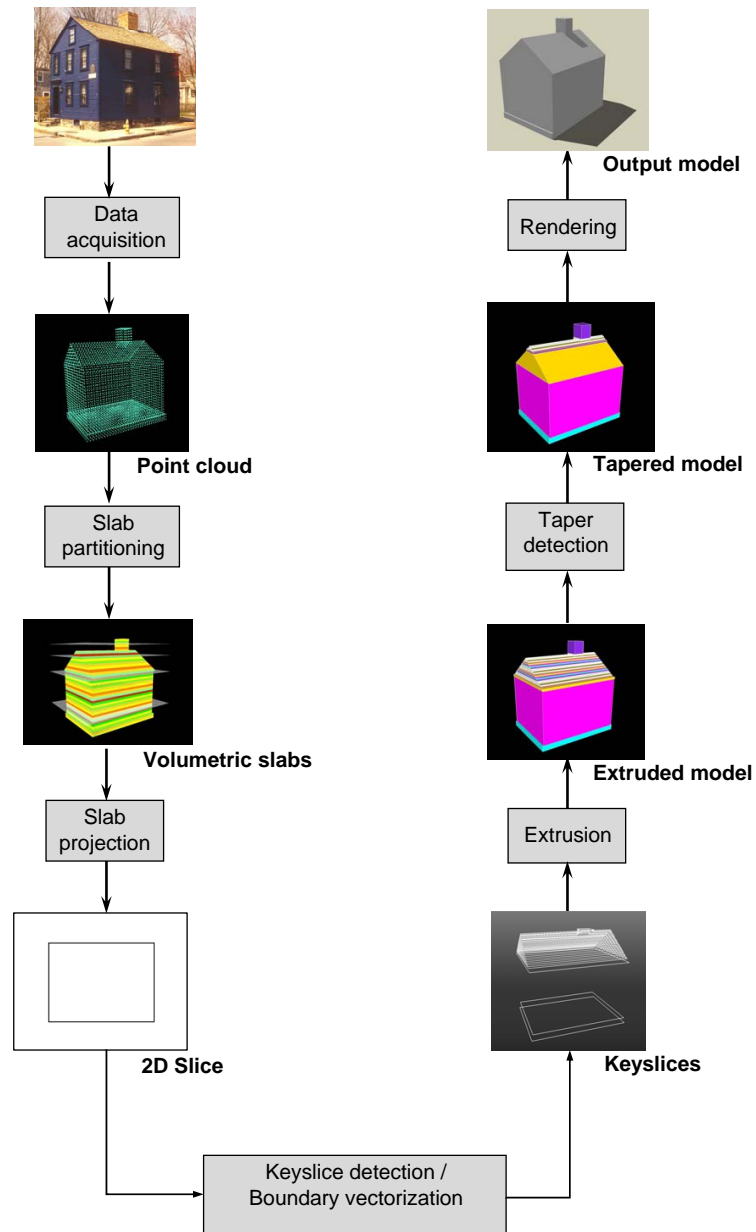 Data
acquisition
Point cloud
Slab
partitioning
Volumetric slabs
Slab
projection
2D Slice
Keyslice detection /
Boundary vectorization
Keyslices
Extrusion
Extruded model
Taper
detection
Tapered model
Rendering
Output model